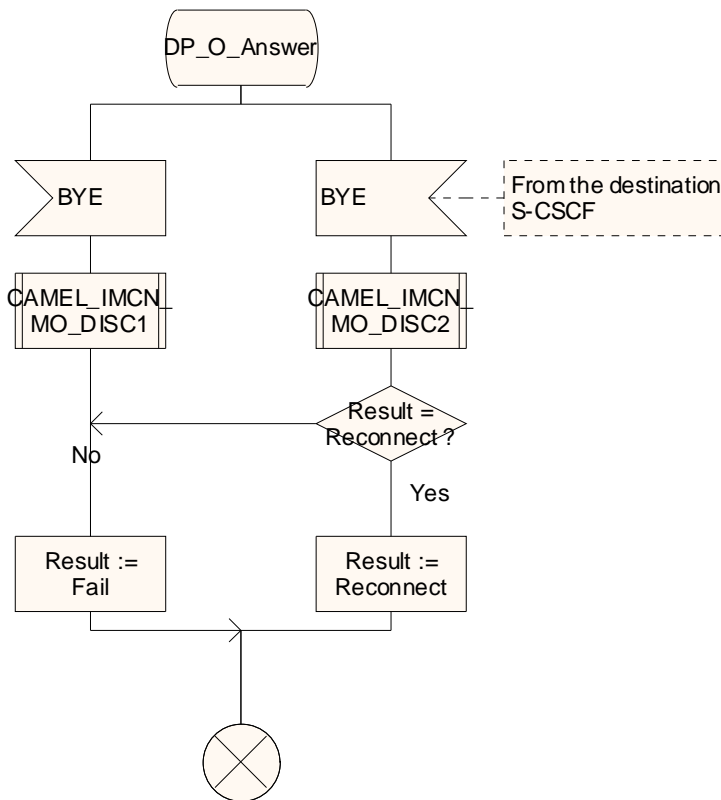 DP_O_Answer
BYE
BYE
From the destination
S-CSCF
CAMEL_IMCN_
MO_DISC1
CAMEL_IMCN_
MO_DISC2
Result =
Reconnect ?
No
Yes
Result :=
Fail
Result :=
Reconnect